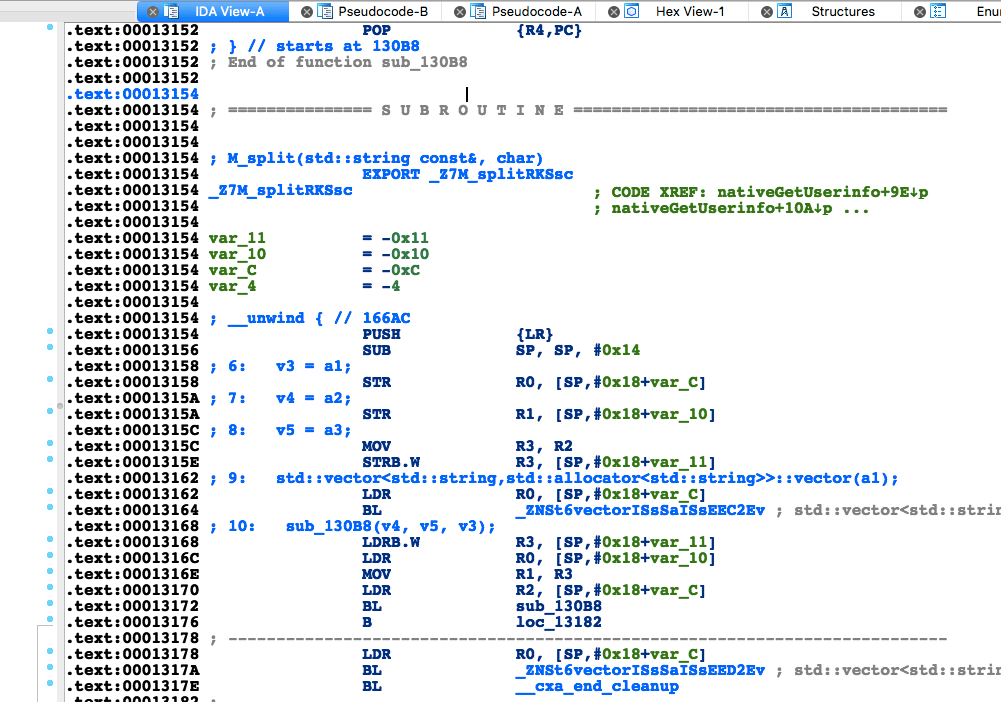 IDA View-A Pseudocode-B Pseudocode-A Hex View-1 Structures Enu
.text:00013152 POP {R4,PC}
.text:00013152 ; } // starts at 130B8
.text:00013152 ; End of function sub_130B8
.text:00013152
.text:00013154
.text:00013154 ; =============== S U B R O U T I N E =======================================
.text:00013154
.text:00013154
.text:00013154 ; M_split(std::string const&, char)
.text:00013154 EXPORT _Z7M_splitRKSsc
.text:00013154 _Z7M_splitRKSsc ; CODE XREF: nativeGetUserinfo+9E↓p
.text:00013154 ; nativeGetUserinfo+10A↓p ...
.text:00013154
.text:00013154 var_11 = -0x11
.text:00013154 var_10 = -0x10
.text:00013154 var_C = -0xC
.text:00013154 var_4 = -4
.text:00013154
.text:00013154 ; __unwind { // 166AC
.text:00013154 PUSH {LR}
.text:00013156 SUB SP, SP, #0x14
.text:00013158 ; 6: v3 = a1;
.text:00013158 STR R0, [SP,#0x18+var_C]
.text:0001315A ; 7: v4 = a2;
.text:0001315A STR R1, [SP,#0x18+var_10]
.text:0001315C ; 8: v5 = a3;
.text:0001315C MOV R3, R2
.text:0001315E STRB.W R3, [SP,#0x18+var_11]
.text:00013162 ; 9: std::vector<std::string,std::allocator<std::string>>::vector(a1);
.text:00013162 LDR R0, [SP,#0x18+var_C]
.text:00013164 BL _ZNSt6vectorISsSaISsEEC2Ev ; std::vector<std::strin
.text:00013168 ; 10: sub_130B8(v4, v5, v3);
.text:00013168 LDRB.W R3, [SP,#0x18+var_11]
.text:0001316C LDR R0, [SP,#0x18+var_10]
.text:0001316E MOV R1, R3
.text:00013170 LDR R2, [SP,#0x18+var_C]
.text:00013172 BL sub_130B8
.text:00013176 B loc_13182
.text:00013178 ; ---------------------------------------------------------------------------
.text:00013178 LDR R0, [SP,#0x18+var_C]
.text:0001317A BL _ZNSt6vectorISsSaISsEED2Ev ; std::vector<std::strin
.text:0001317E BL __cxa_end_cleanup
.text:00013182 ;